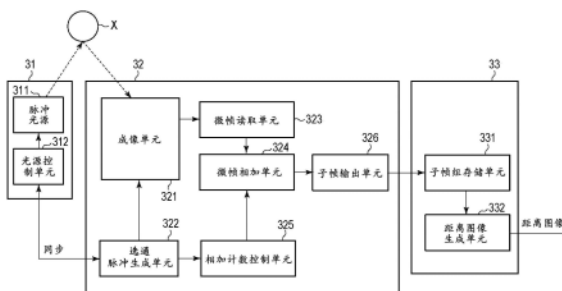 X
31
311
脉冲
光源
312
光源控
制单元
同步
32
成像单元
321
322
选通
脉冲生成单元
微帧读取单元
323
324
微帧相加单元
325
相加计数控制单元
326
子帧输出单元
33
331
子帧组存储单元
332
距离图像
生成单元
距离图像